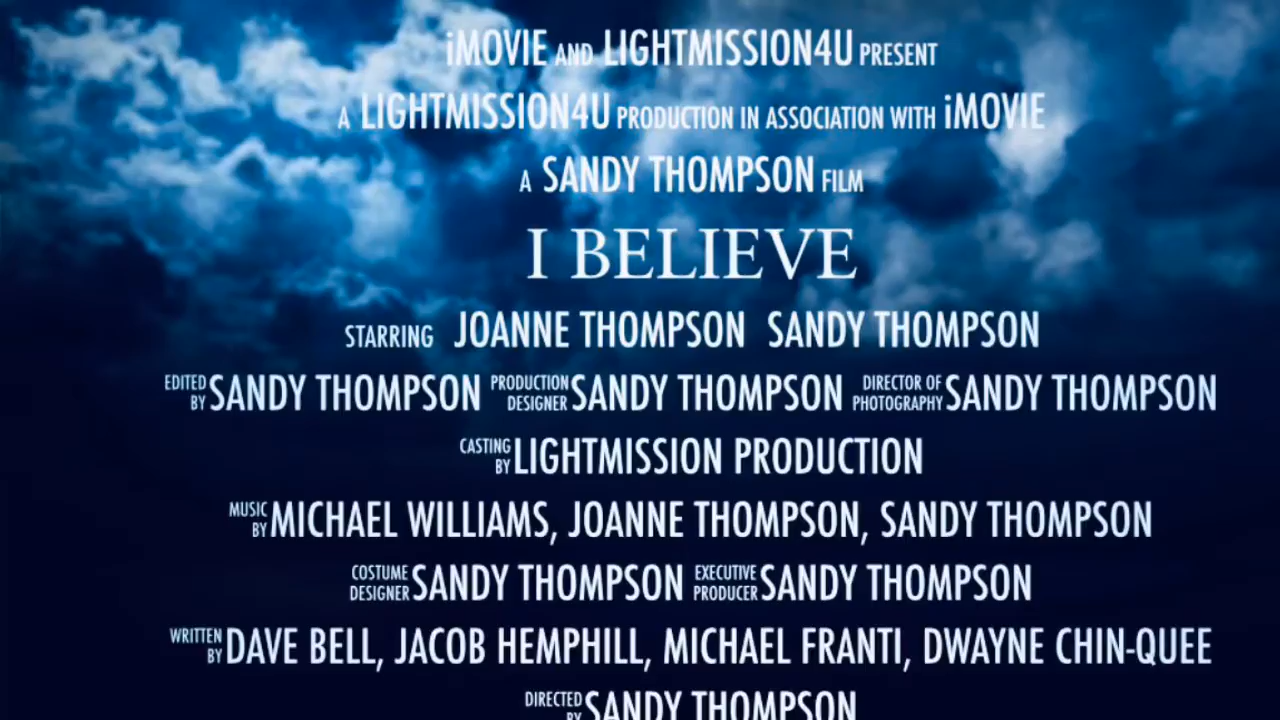 iMOVIE AND LIGHTMISSION4U PRESENT
A LIGHTMISSION4U PRODUCTION IN ASSOCIATION WITH iMOVIE
A SANDY THOMPSON FILM
I BELIEVE
STARRING JOANNE THOMPSON SANDY THOMPSON
EDITED BY SANDY THOMPSON PRODUCTION DESIGNER SANDY THOMPSON DIRECTOR OF PHOTOGRAPHY SANDY THOMPSON
CASTING BY LIGHTMISSION PRODUCTION
MUSIC BY MICHAEL WILLIAMS, JOANNE THOMPSON, SANDY THOMPSON
COSTUME DESIGNER SANDY THOMPSON EXECUTIVE PRODUCER SANDY THOMPSON
WRITTEN BY DAVE BELL, JACOB HEMPHILL, MICHAEL FRANTI, DWAYNE CHIN-QUEE
DIRECTED BY SANDY THOMPSON